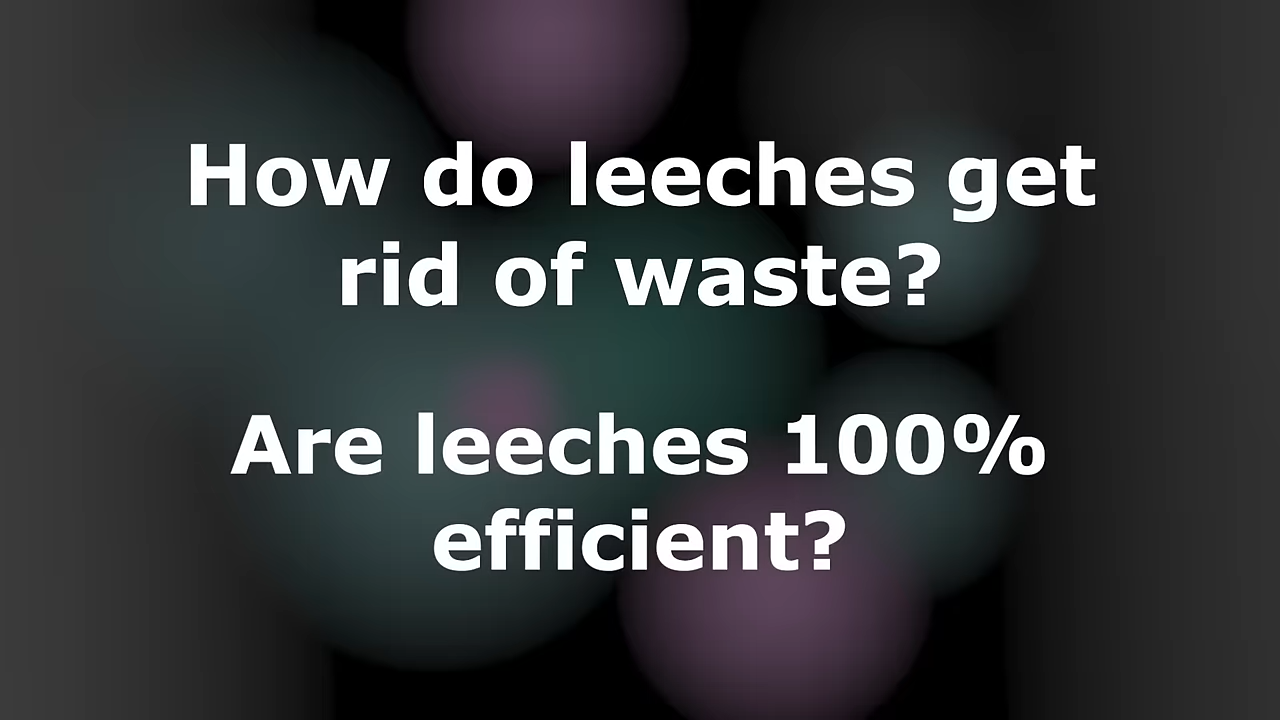 How do leeches get
rid of waste?
Are leeches 100%
efficient?